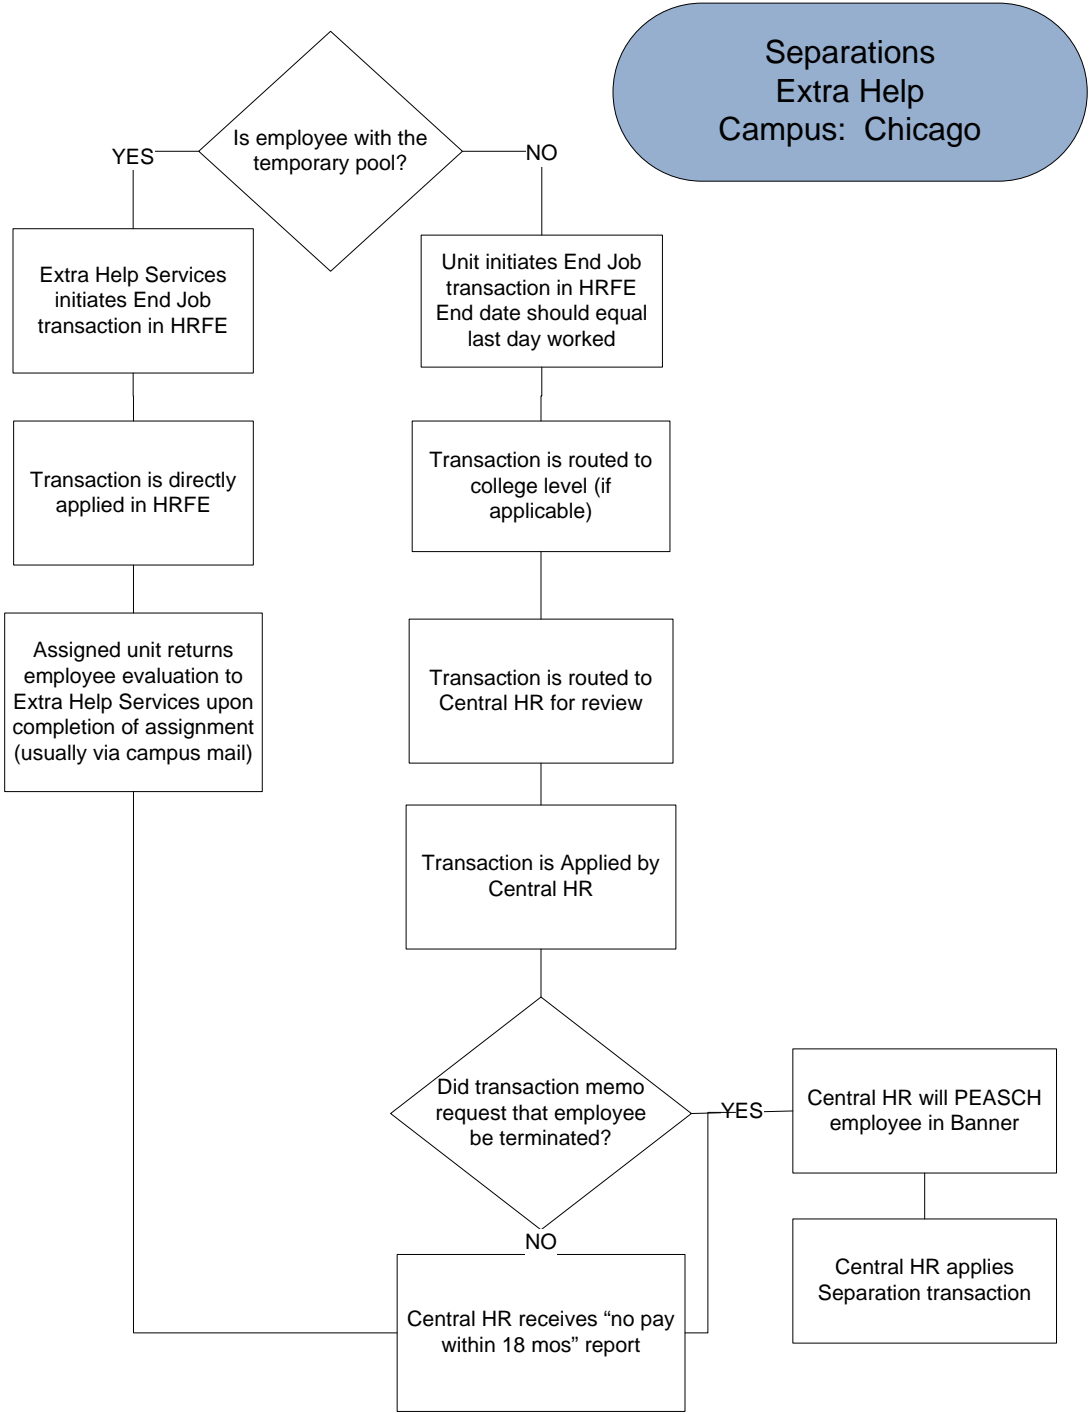 Separations
Extra Help
Campus:  Chicago
Is employee with the
temporary pool?
YES
NO
Extra Help Services
initiates End Job
transaction in HRFE
Unit initiates End Job
transaction in HRFE
End date should equal
last day worked
Transaction is directly
applied in HRFE
Transaction is routed to
college level (if
applicable)
Assigned unit returns
employee evaluation to
Extra Help Services upon
completion of assignment
(usually via campus mail)
Transaction is routed to
Central HR for review
Transaction is Applied by
Central HR
Did transaction memo
request that employee
be terminated?
YES
Central HR will PEASCH
employee in Banner
NO
Central HR applies
Separation transaction
Central HR receives “no pay
within 18 mos” report